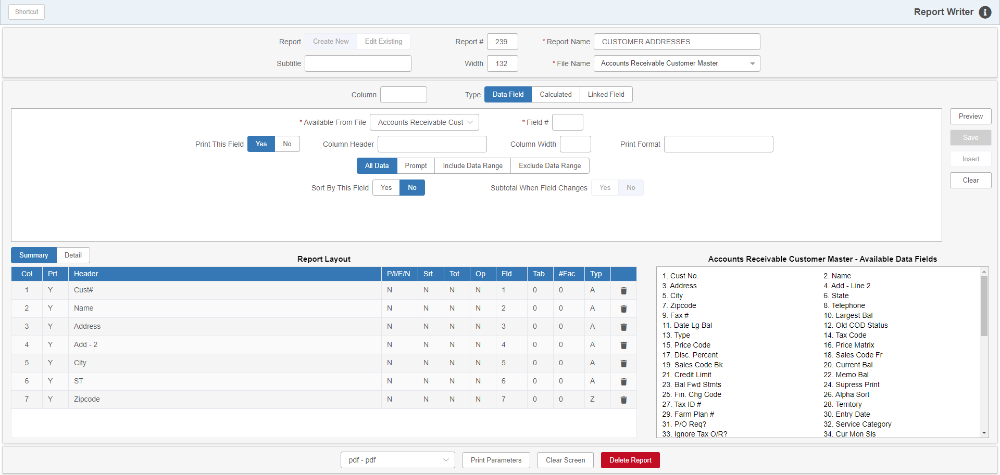 Shortcut
Report Writer
Report Create New Edit Existing Report # 239 * Report Name CUSTOMER ADDRESSES
Subtitle Width 132 * File Name Accounts Receivable Customer Master
Column Type Data Field Calculated Linked Field
* Available From File Accounts Receivable Cust * Field # Preview
Print This Field Yes No Column Header Column Width Print Format Save
All Data Prompt Include Data Range Exclude Data Range Insert
Sort By This Field Yes No Subtotal When Field Changes Yes No Clear
Summary Detail
Report Layout
Col Prt Header P/I/E/N Srt Tot Op Fld Tab #Fac Typ
1 Y Cust# N N N N 1 0 0 A
2 Y Name N N N N 2 0 0 A
3 Y Address N N N N 3 0 0 A
4 Y Add - 2 N N N N 4 0 0 A
5 Y City N N N N 5 0 0 A
6 Y ST N N N N 6 0 0 A
7 Y Zipcode N N N N 7 0 0 Z
Accounts Receivable Customer Master - Available Data Fields
1. Cust No. 2. Name
3. Address 4. Add - Line 2
5. City 6. State
7. Zipcode 8. Telephone
9. Fax # 10. Largest Bal
11. Date Lg Bal 12. Old COD Status
13. Type 14. Tax Code
15. Price Code 16. Price Matrix
17. Disc. Percent 18. Sales Code Fr
19. Sales Code Bk 20. Current Bal
21. Credit Limit 22. Memo Bal
23. Bal Fwd Stmts 24. Supress Print
25. Fin. Chg Code 26. Alpha Sort
27. Tax ID # 28. Territory
29. Farm Plan # 30. Entry Date
31. P/O Req? 32. Service Category
33. Ignore Tax O/R? 34. Cur Mon Sls
pdf - pdf Print Parameters Clear Screen Delete Report